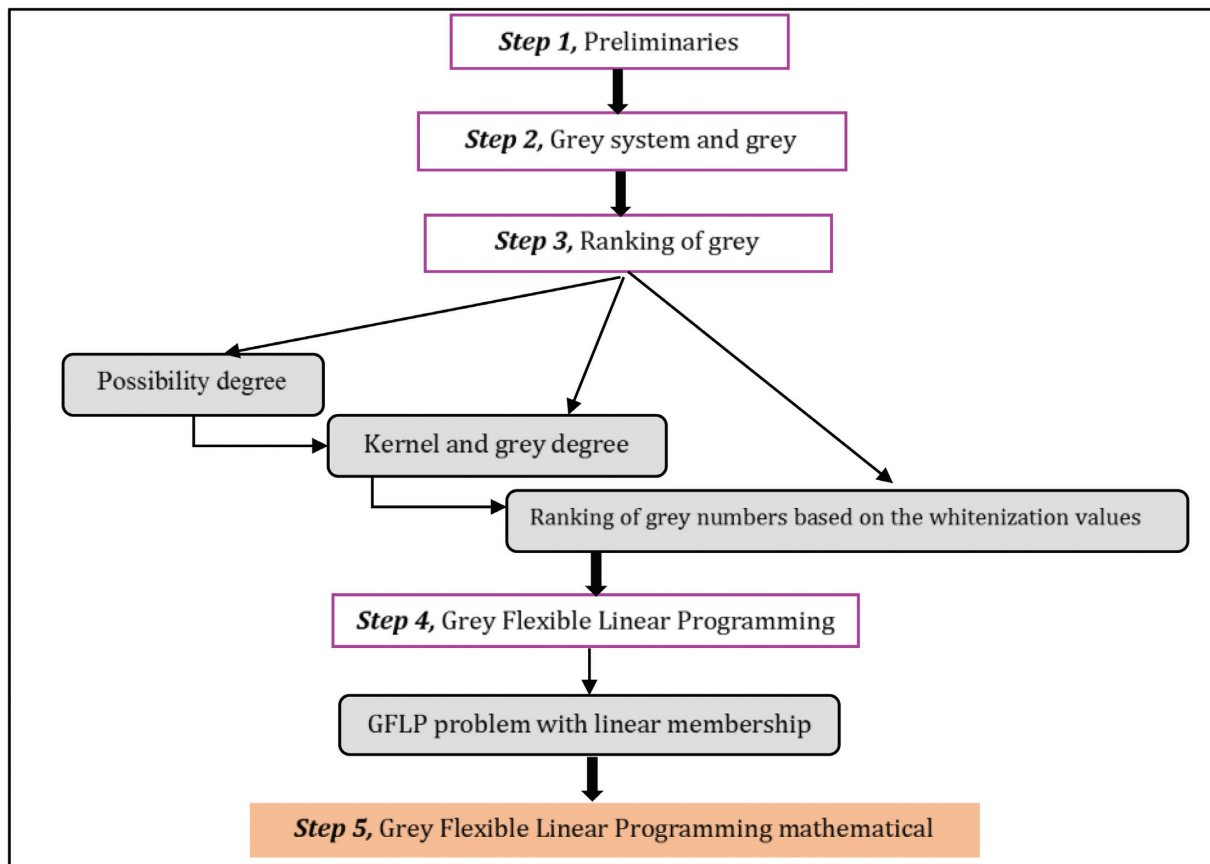 Step 1, Preliminaries
Step 2, Grey system and grey
Step 3, Ranking of grey
Possibility degree
Kernel and grey degree
Ranking of grey numbers based on the whitenization values
Step 4, Grey Flexible Linear Programming
GFLP problem with linear membership
Step 5, Grey Flexible Linear Programming mathematical